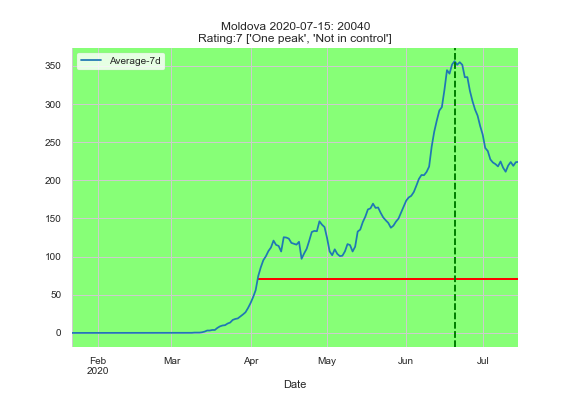 Moldova 2020-07-15: 20040
Rating:7 ['One peak', 'Not in control']
Average-7d
350
300
250
200
150
100
50
0
Feb
2020
Mar
Apr
May
Jun
Jul
Date